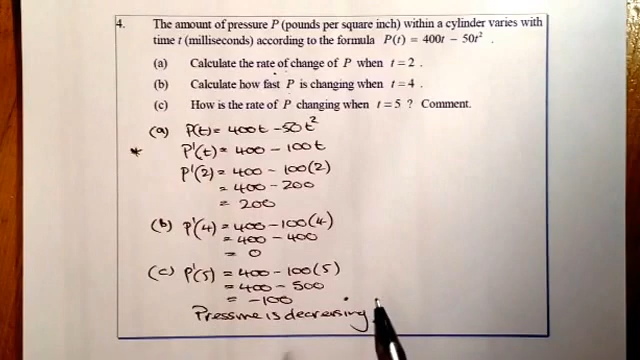 4. The amount of pressure P (pounds per square inch) within a cylinder varies with
time t (milliseconds) according to the formula P(t) = 400t − 50t² .
(a) Calculate the rate of change of P when t = 2 .
(b) Calculate how fast P is changing when t = 4 .
(c) How is the rate of P changing when t = 5 ? Comment.
(a) P(t) = 400t − 50t²
* P'(t) = 400 − 100t
P'(2) = 400 − 100(2)
= 400 − 200
= 200
(b) P'(4) = 400 − 100(4)
= 400 − 400
= 0
(c) P'(5) = 400 − 100(5)
= 400 − 500
= −100
Pressure is decreasing